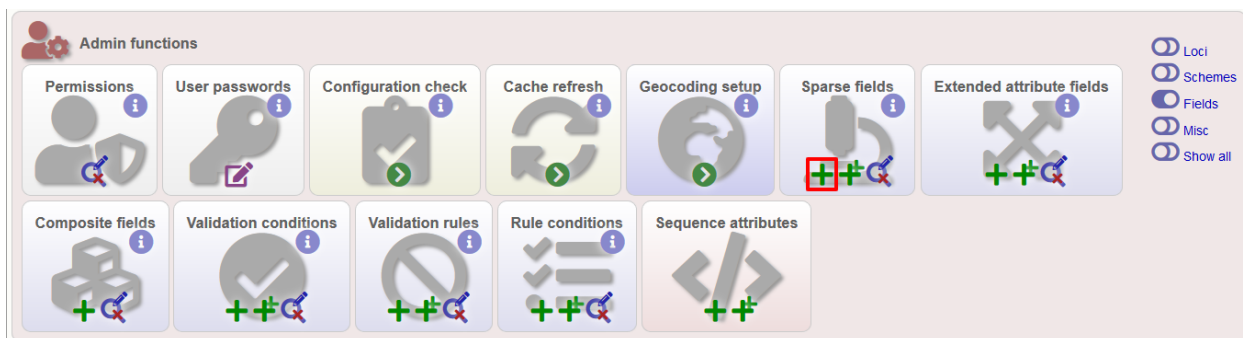 Admin functions
Loci
Schemes
Fields
Misc
Show all
Permissions
User passwords
Configuration check
Cache refresh
Geocoding setup
Sparse fields
Extended attribute fields
Composite fields
Validation conditions
Validation rules
Rule conditions
Sequence attributes